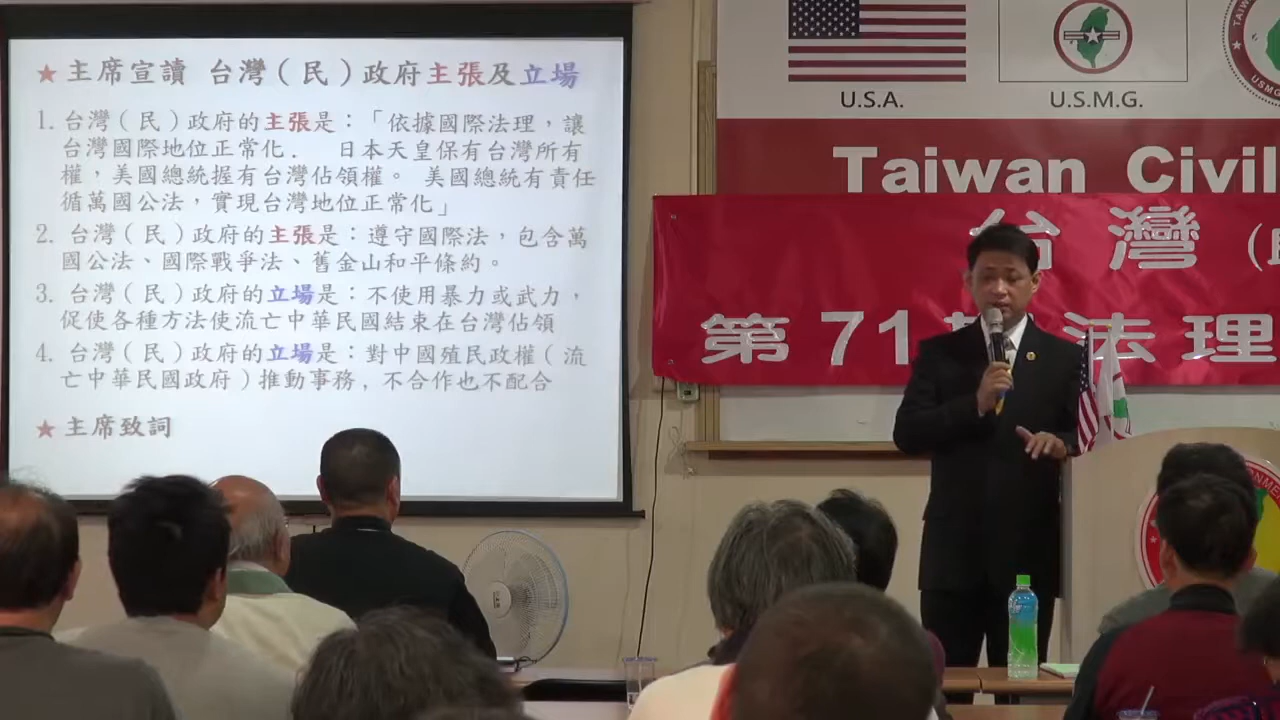 ★主席宣讀 台灣（民）政府主張及立場
1. 台灣（民）政府的主張是：「依據國際法理，讓
台灣國際地位正常化． 日本天皇保有台灣所有
權，美國總統握有台灣佔領權。 美國總統有責任
循萬國公法，實現台灣地位正常化」
2. 台灣（民）政府的主張是：遵守國際法，包含萬
國公法、國際戰爭法、舊金山和平條約。
3. 台灣（民）政府的立場是：不使用暴力或武力，
促使各種方法使流亡中華民國結束在台灣佔領
4. 台灣（民）政府的立場是：對中國殖民政權（流
亡中華民國政府）推動事務，不合作也不配合
★主席致詞
U.S.A.
U.S.M.G.
Taiwan Civil
台灣（
第71
法理